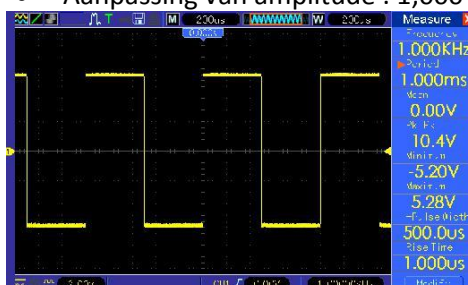 Aanpassing van amplitude : 1,000
M 200us W 200us Measure
Frequency
1.000KHz
Period
1.000ms
Mean
0.00V
Pk-Pk
10.4V
Minimum
-5.20V
Maximum
5.28V
+Pulse Width
500.0us
Rise Time
1.000us
CH1